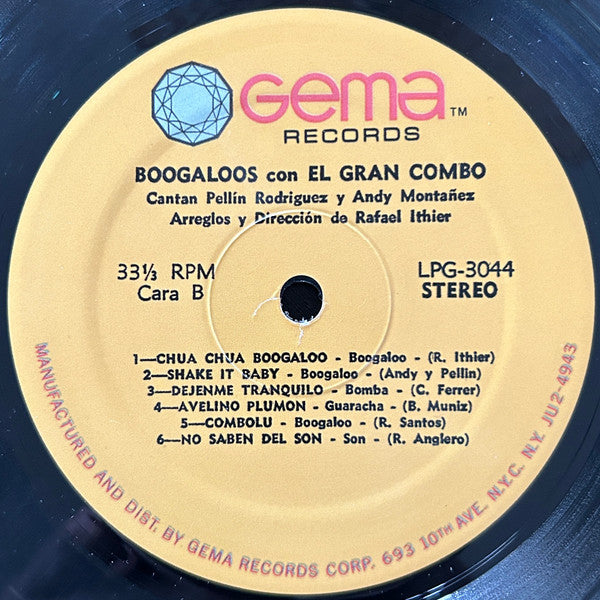 Gema™
RECORDS
BOOGALOOS con EL GRAN COMBO
Cantan Pellín Rodriguez y Andy Montañez
Arreglos y Dirección de Rafael Ithier
33⅓ RPM
Cara B
LPG-3044
STEREO
1—CHUA CHUA BOOGALOO - Boogaloo - (R. Ithier)
2—SHAKE IT BABY - Boogaloo - (Andy y Pellin)
3—DEJENME TRANQUILO - Bomba - (C. Ferrer)
4—AVELINO PLUMON - Guaracha - (B. Muniz)
5—COMBOLU - Boogaloo - (R. Santos)
6—NO SABEN DEL SON - Son - (R. Anglero)
MANUFACTURED AND DIST. BY GEMA RECORDS CORP. 693 10TH AVE. N.Y.C. N.Y. JU 2-4943